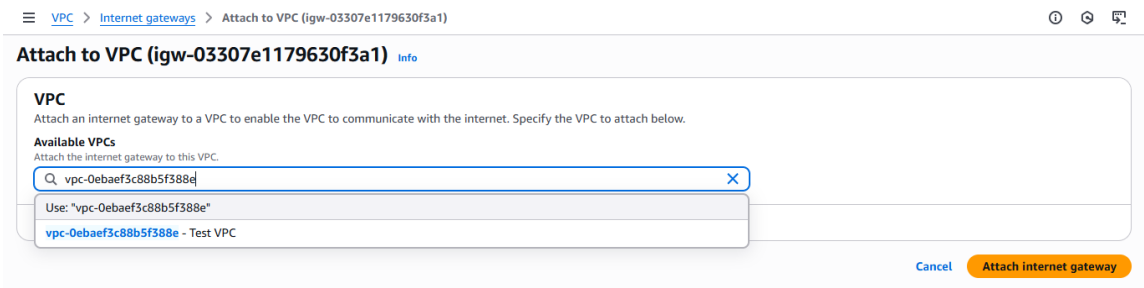 VPC > Internet gateways > Attach to VPC (igw-03307e1179630f3a1)
Attach to VPC (igw-03307e1179630f3a1) Info
VPC
Attach an internet gateway to a VPC to enable the VPC to communicate with the internet. Specify the VPC to attach below.
Available VPCs
Attach the internet gateway to this VPC.
vpc-0ebaef3c88b5f388e
Use: "vpc-0ebaef3c88b5f388e"
vpc-0ebaef3c88b5f388e - Test VPC
Cancel Attach internet gateway